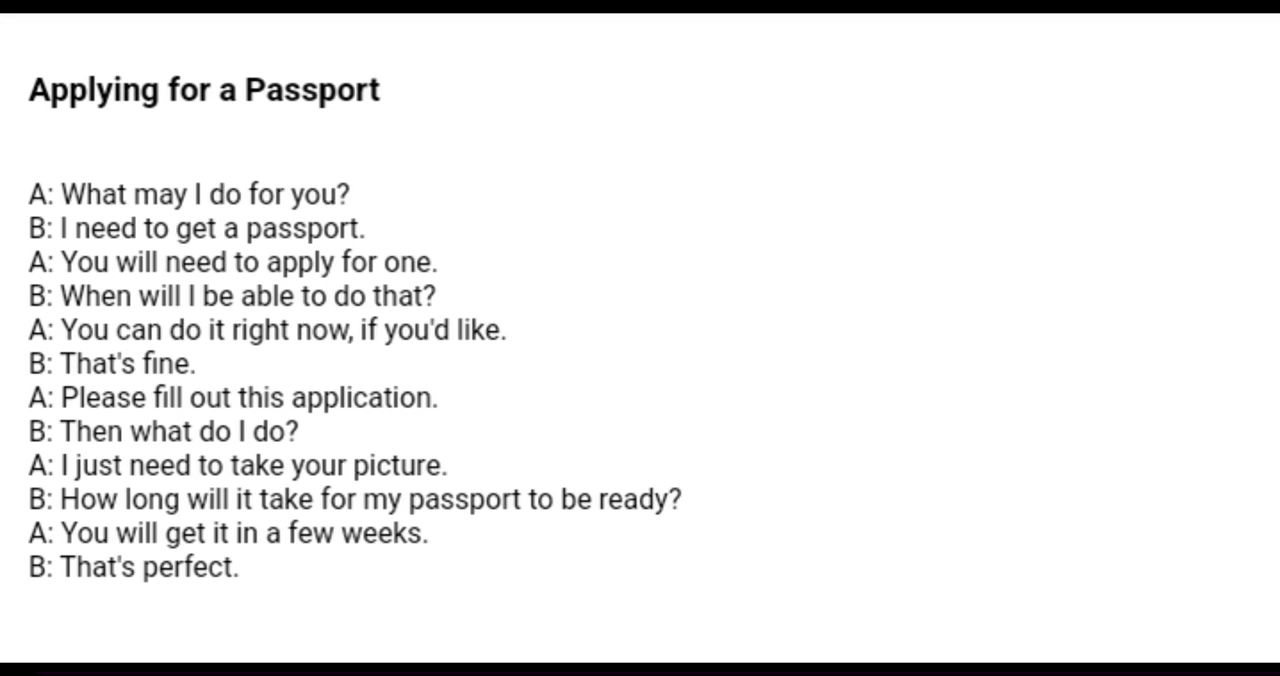 Applying for a Passport
A: What may I do for you?
B: I need to get a passport.
A: You will need to apply for one.
B: When will I be able to do that?
A: You can do it right now, if you'd like.
B: That's fine.
A: Please fill out this application.
B: Then what do I do?
A: I just need to take your picture.
B: How long will it take for my passport to be ready?
A: You will get it in a few weeks.
B: That's perfect.